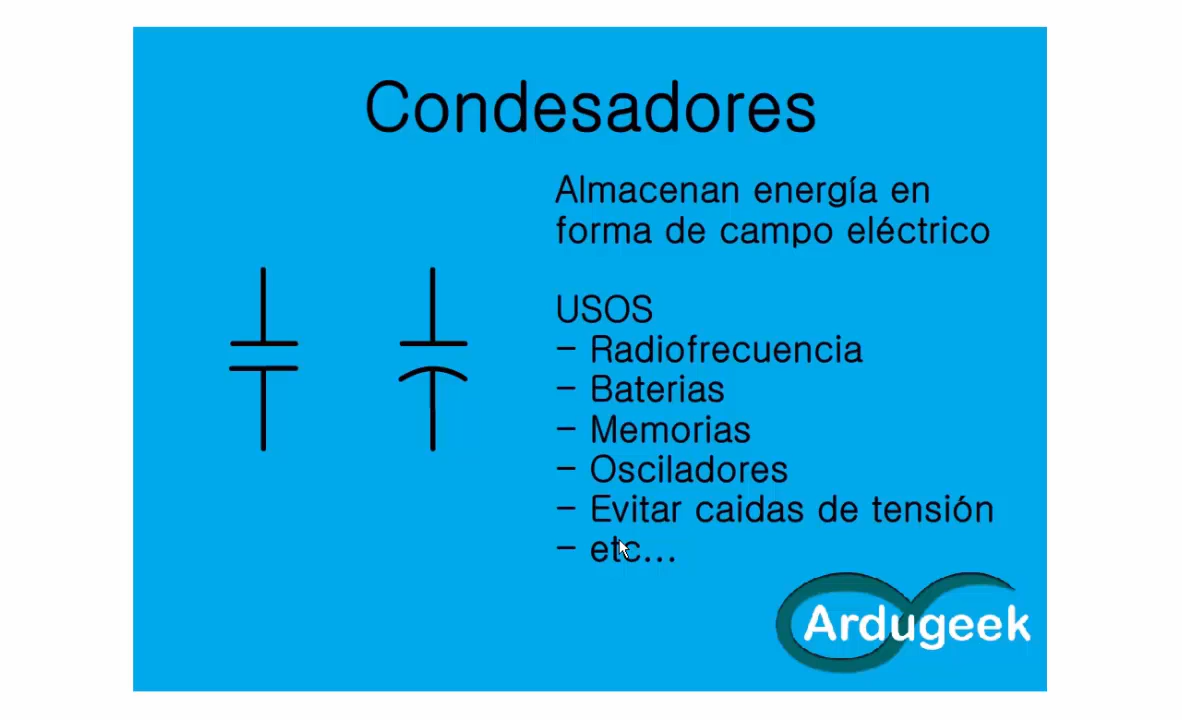 Condesadores
Almacenan energía en
forma de campo eléctrico
USOS
- Radiofrecuencia
- Baterias
- Memorias
- Osciladores
- Evitar caidas de tensión
- etc...
Ardugeek